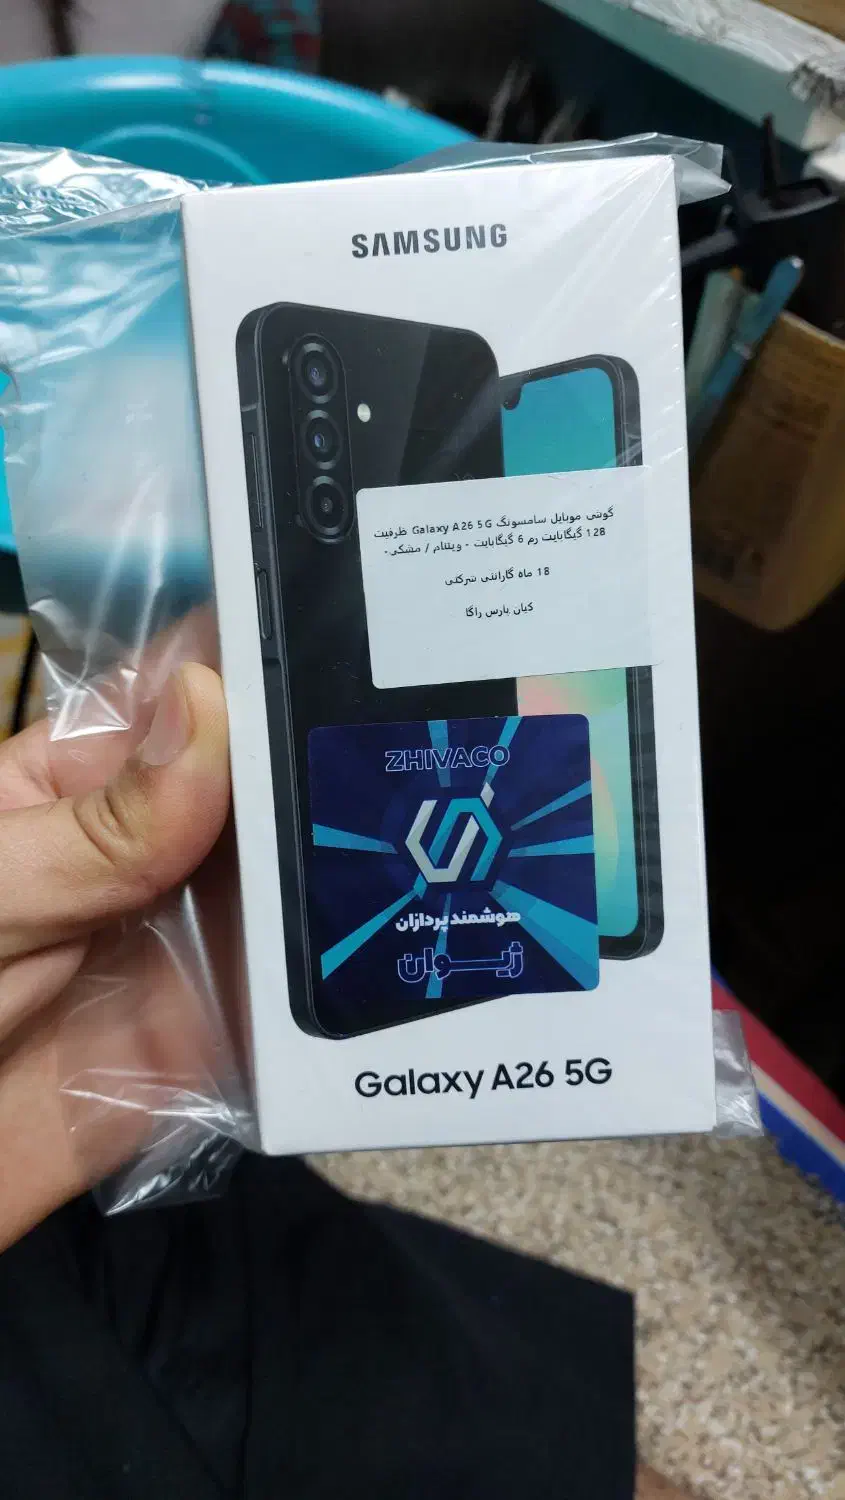 SAMSUNG
گوشی موبایل سامسونگ Galaxy A26 5G ظرفیت
128 گیگابایت رم 6 گیگابایت - ویتنام / مشکی -
18 ماه گارانتی شرکتی
کیان پارس راگا
ZHIVACO
هوشمند پردازان
ژیوان
Galaxy A26 5G